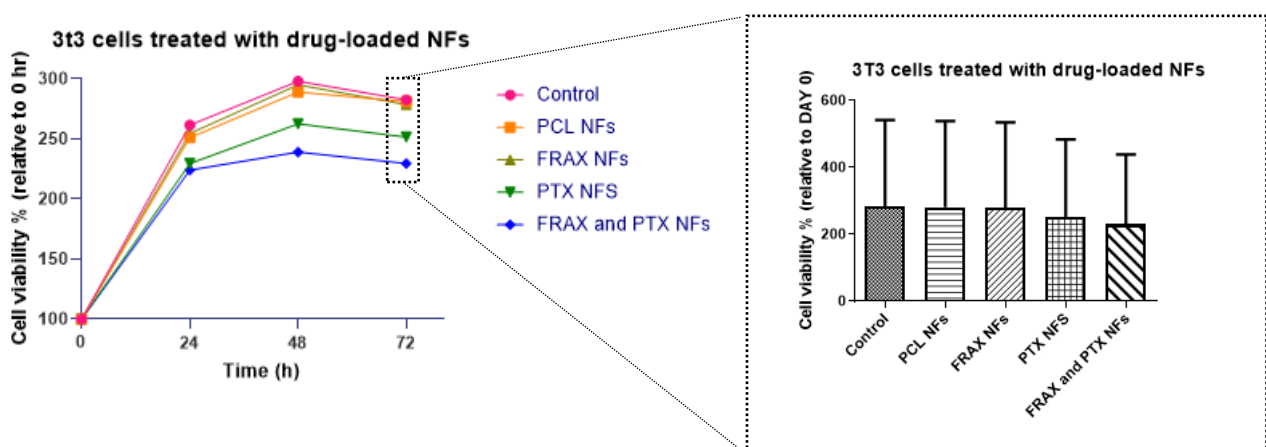 3t3 cells treated with drug-loaded NFs
Cell viability % (relative to 0 hr)
300
250
200
150
100
0
24
48
72
Time (h)
Control
PCL NFs
FRAX NFs
PTX NFS
FRAX and PTX NFs
3T3 cells treated with drug-loaded NFs
Cell viability % (relative to DAY 0)
600
400
200
0
Control
PCL NFs
FRAX NFs
PTX NFS
FRAX and PTX NFs